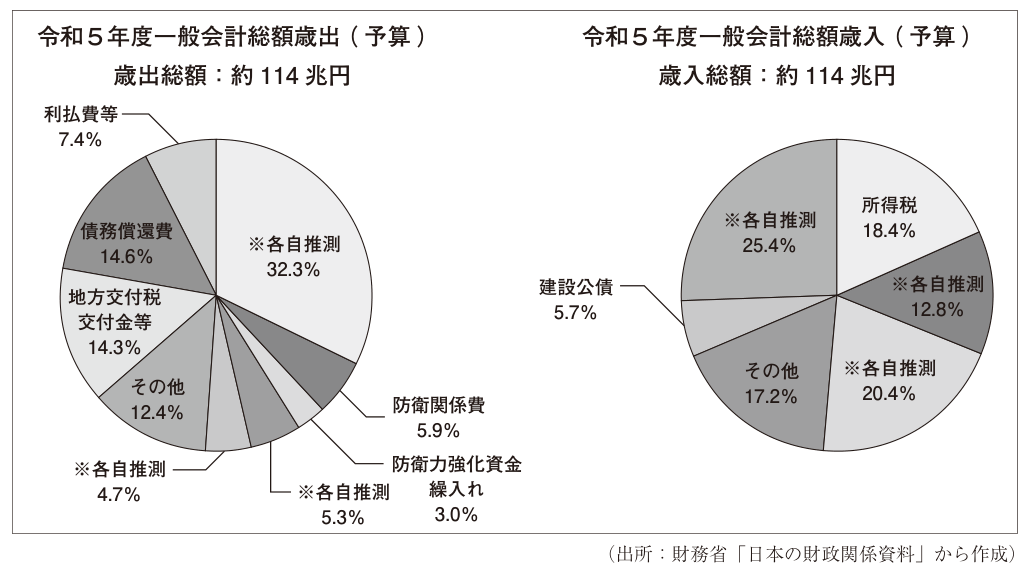 令和5年度一般会計総額歳出(予算)
歳出総額：約114兆円
利払費等
7.4%
債務償還費
14.6%
地方交付税
交付金等
14.3%
その他
12.4%
※各自推測
4.7%
※各自推測
5.3%
防衛力強化資金
繰入れ
3.0%
防衛関係費
5.9%
※各自推測
32.3%
令和5年度一般会計総額歳入(予算)
歳入総額：約114兆円
※各自推測
25.4%
所得税
18.4%
※各自推測
12.8%
※各自推測
20.4%
その他
17.2%
建設公債
5.7%
(出所：財務省「日本の財政関係資料」から作成)